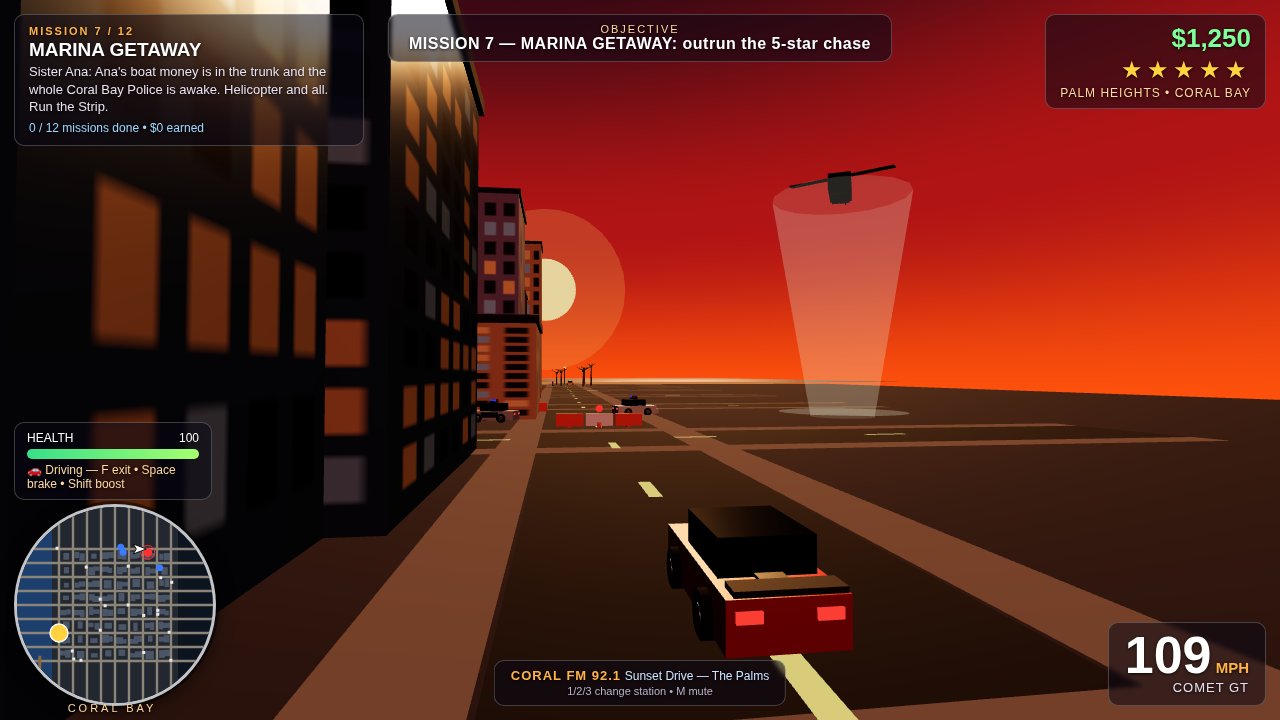 MISSION 7 / 12
MARINA GETAWAY
Sister Ana: Ana's boat money is in the trunk and the
whole Coral Bay Police is awake. Helicopter and all.
Run the Strip.
0 / 12 missions done • $0 earned
OBJECTIVE
MISSION 7 — MARINA GETAWAY: outrun the 5-star chase
$1,250
★★★★★
PALM HEIGHTS • CORAL BAY
HEALTH 100
🚗 Driving — F exit • Space
brake • Shift boost
CORAL BAY
CORAL FM 92.1 Sunset Drive — The Palms
1/2/3 change station • M mute
109 MPH
COMET GT